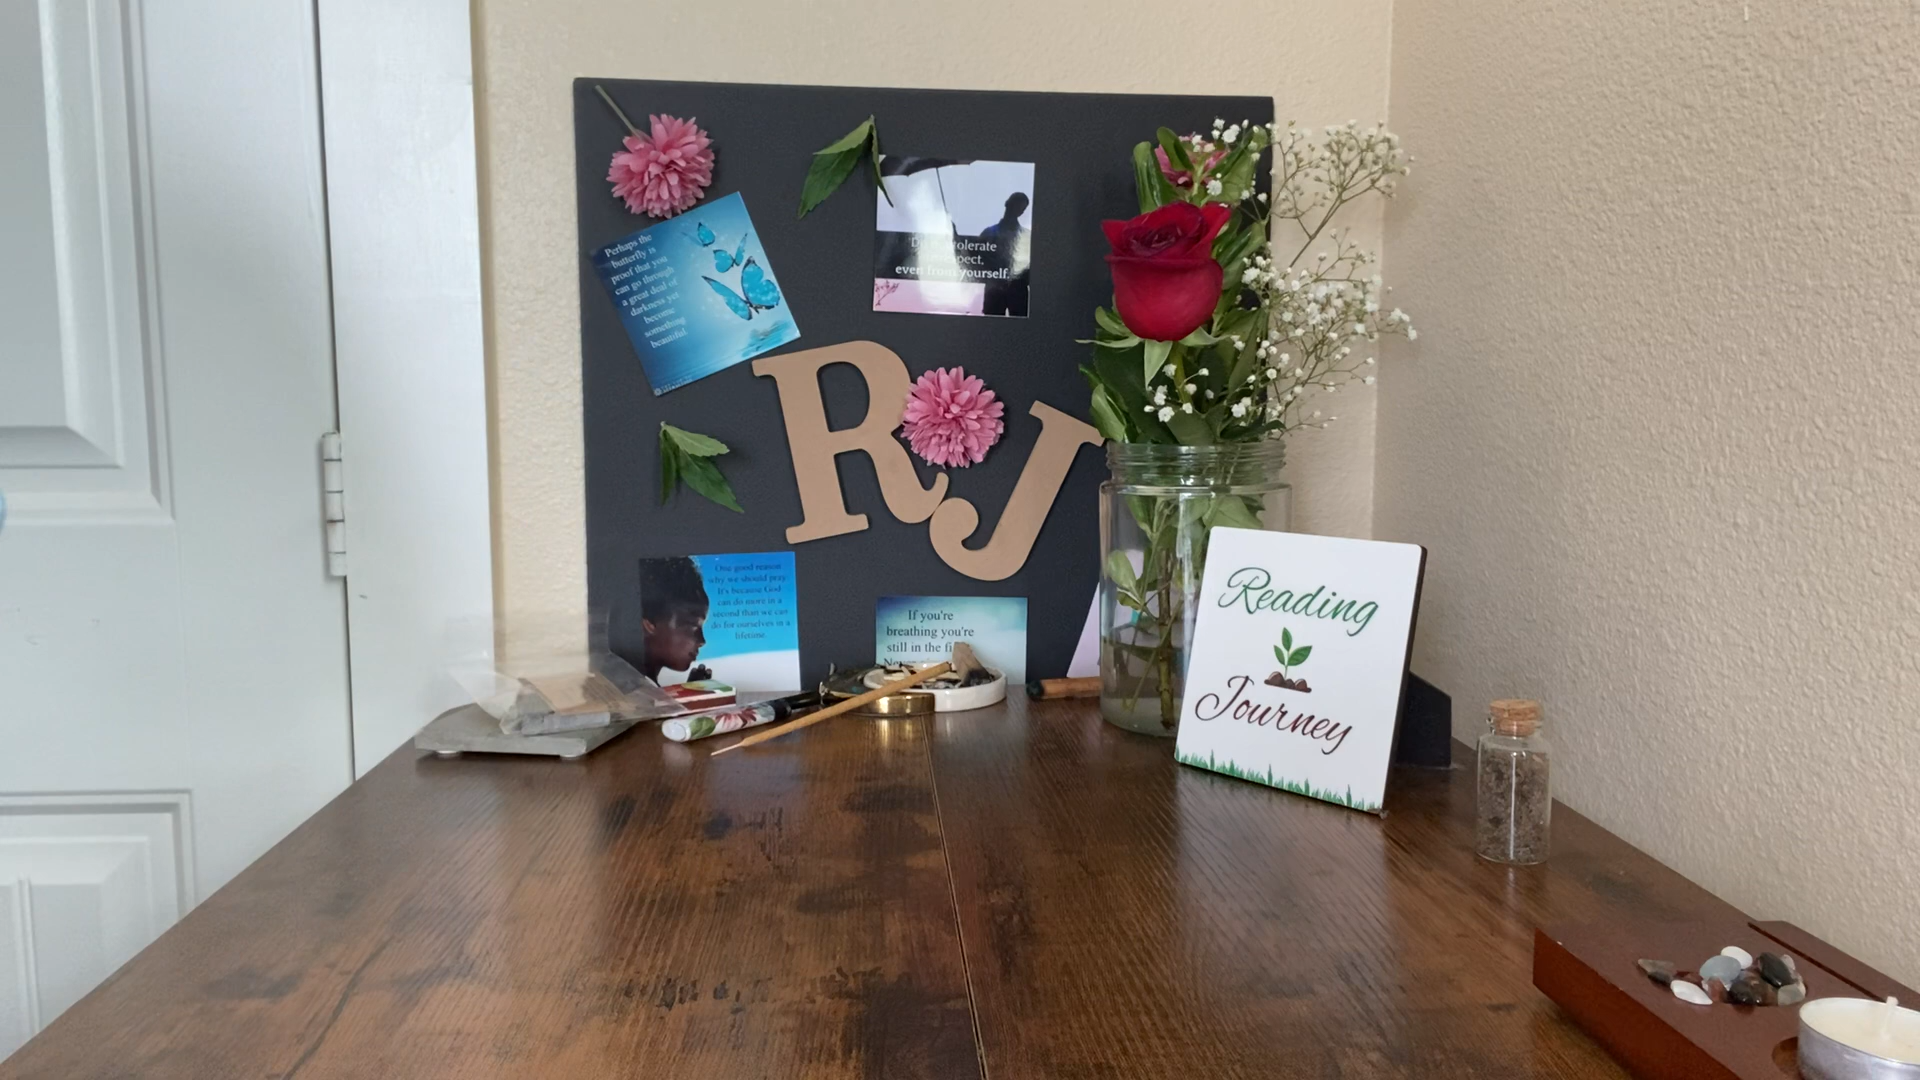 Perhaps the
butterfly is
proof that you
can go through
a great deal of
darkness yet
become
something
beautiful
even from yourself.
RJ
One good reason
why we should pray:
It's because God
can do more in a
second than we can
do for ourselves in a
lifetime.
If you're
breathing you're
still in the
Reading
Journey